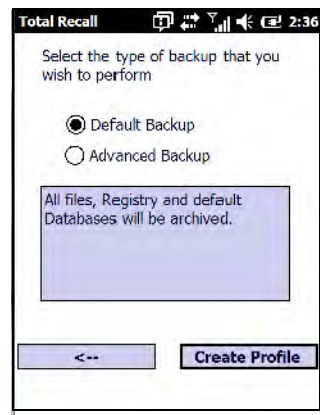 Total Recall 2:36
Select the type of backup that you
wish to perform
Default Backup
Advanced Backup
All files, Registry and default
Databases will be archived.
<-- Create Profile